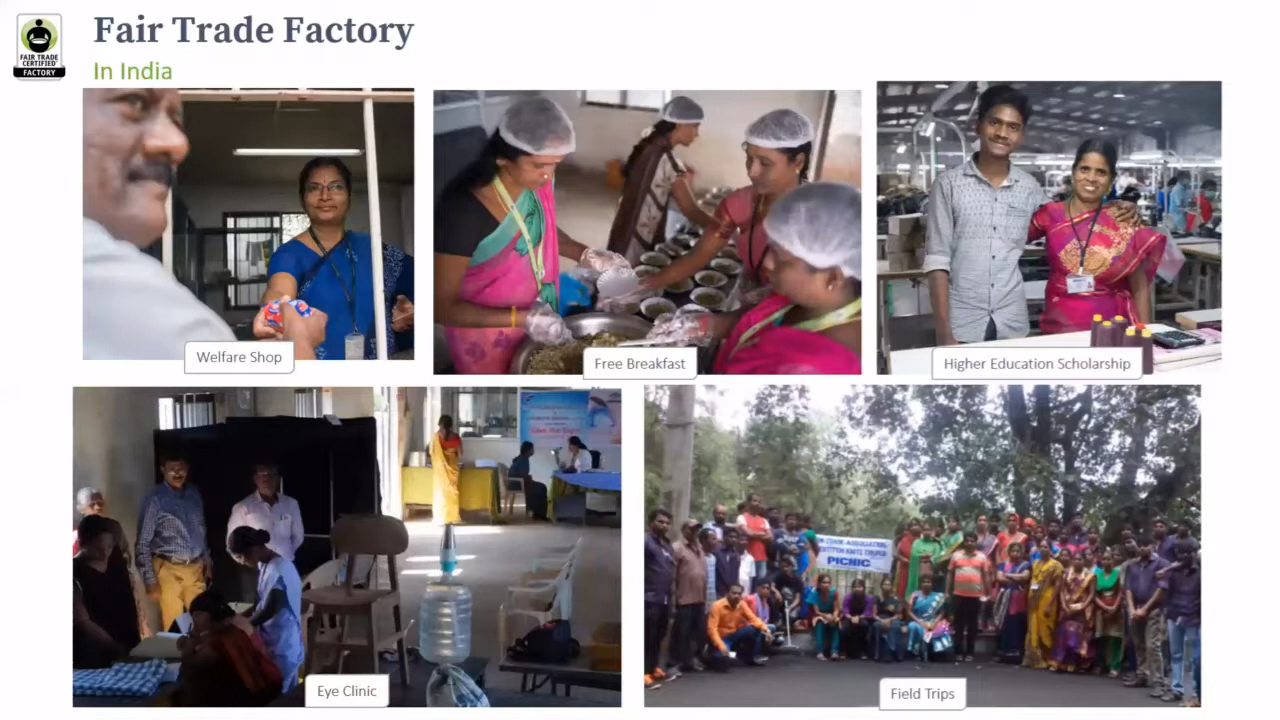 Fair Trade Factory
In India
FAIR TRADE
CERTIFIED
FACTORY
Welfare Shop
Free Breakfast
Higher Education Scholarship
ASSOCIATION
PICNIC
Eye Clinic
Field Trips